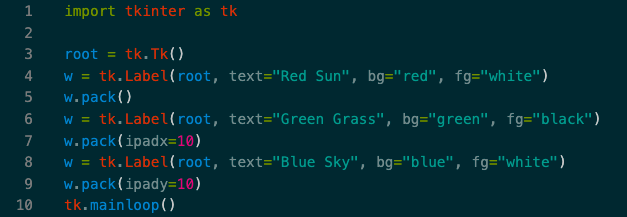 1 import tkinter as tk
2
3 root = tk.Tk()
4 w = tk.Label(root, text="Red Sun", bg="red", fg="white")
5 w.pack()
6 w = tk.Label(root, text="Green Grass", bg="green", fg="black")
7 w.pack(ipadx=10)
8 w = tk.Label(root, text="Blue Sky", bg="blue", fg="white")
9 w.pack(ipady=10)
10 tk.mainloop()